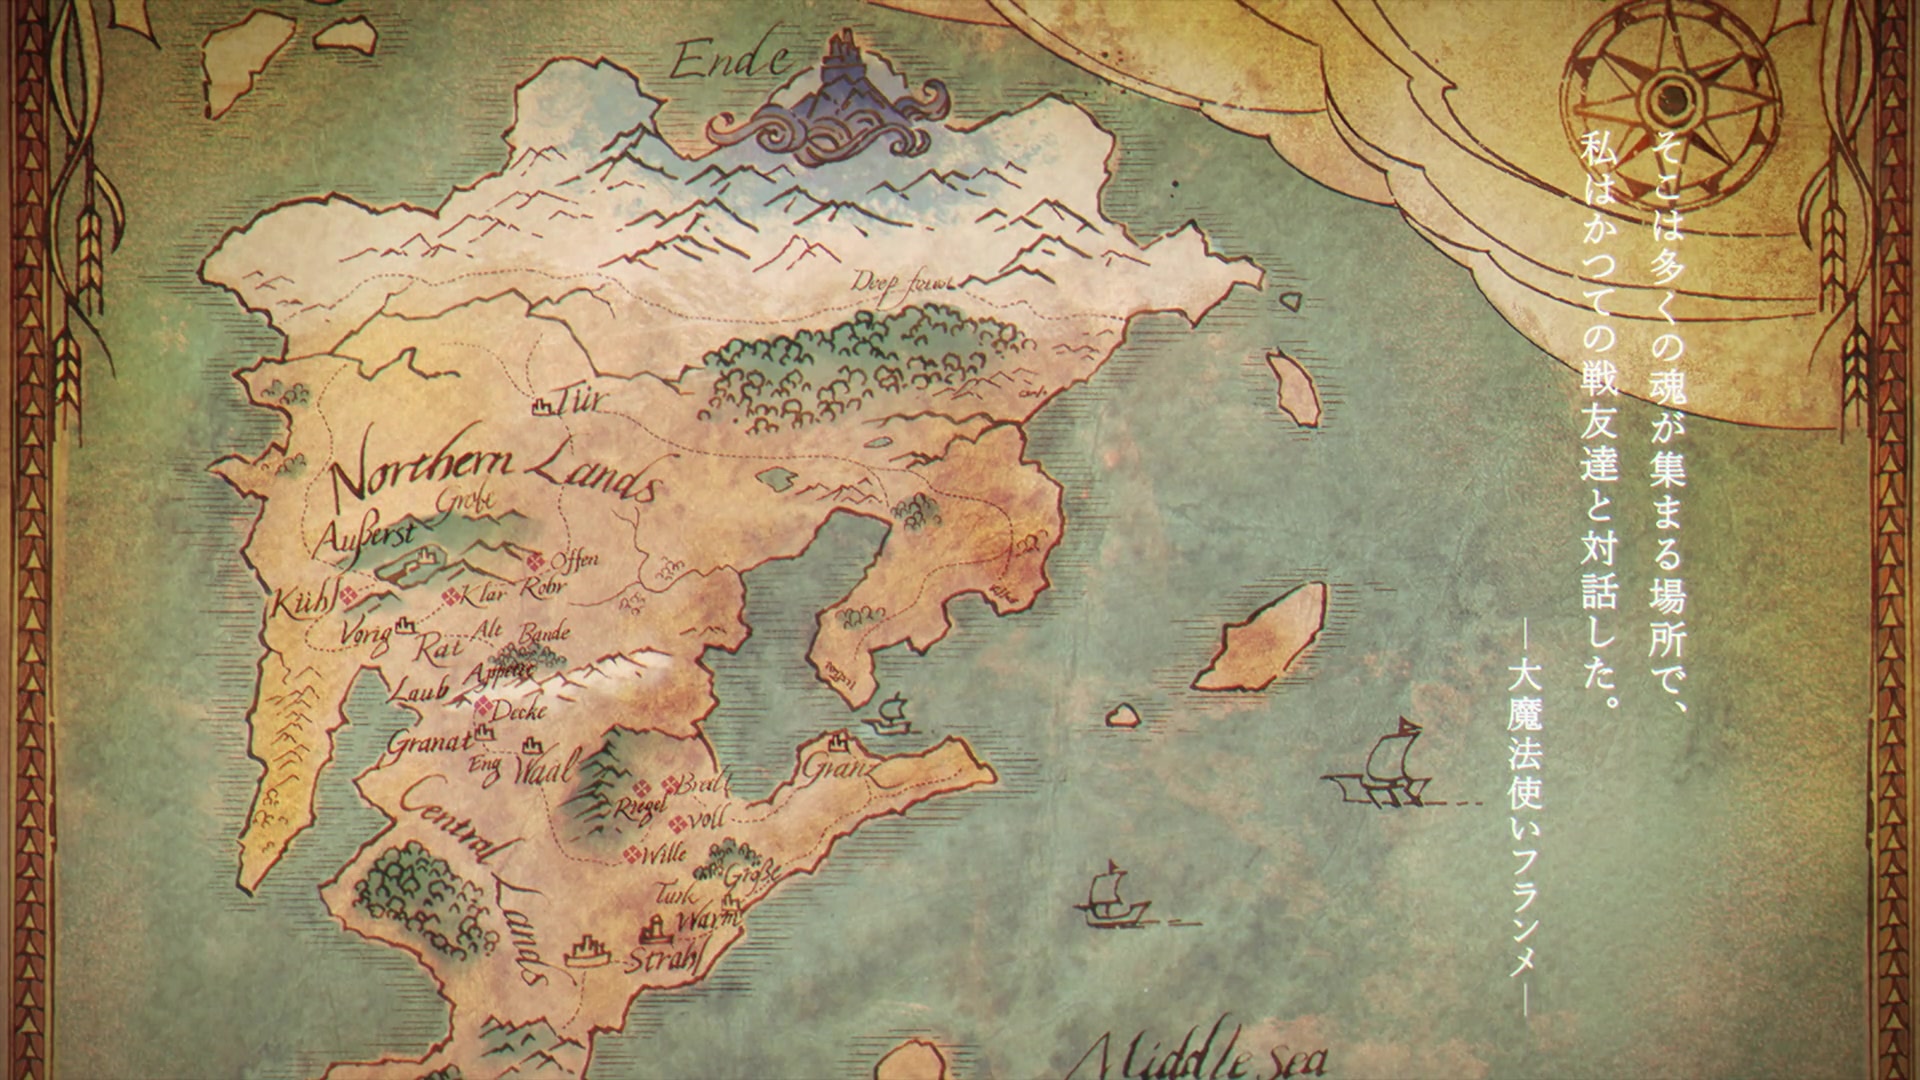 そこは多くの魂が集まる場所で、
私はかつての戦友達と対話した。
―大魔法使いフランメ―
Ende
Deep forest
Tür
Northern Lands
Grobe
Außerst
Offen
Kühl
Klar
Rohr
Vorig
Rat
Alt
Bande
Appetit
Laub
Decke
Granat
Eng
Waal
Granz
Breit
Riegel
voll
Central Lands
Wille
Große
Turk
Warm
Strahl
Middle sea